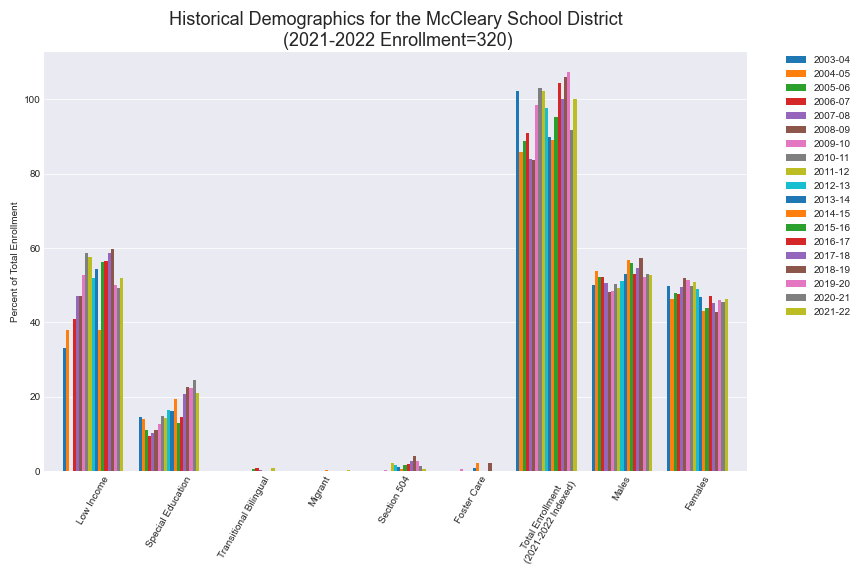 Historical Demographics for the McCleary School District
(2021-2022 Enrollment=320)
Percent of Total Enrollment
100
80
60
40
20
0
Low Income
Special Education
Transitional Bilingual
Migrant
Section 504
Foster Care
Total Enrollment
(2021-2022 Indexed)
Males
Females
2003-04
2004-05
2005-06
2006-07
2007-08
2008-09
2009-10
2010-11
2011-12
2012-13
2013-14
2014-15
2015-16
2016-17
2017-18
2018-19
2019-20
2020-21
2021-22